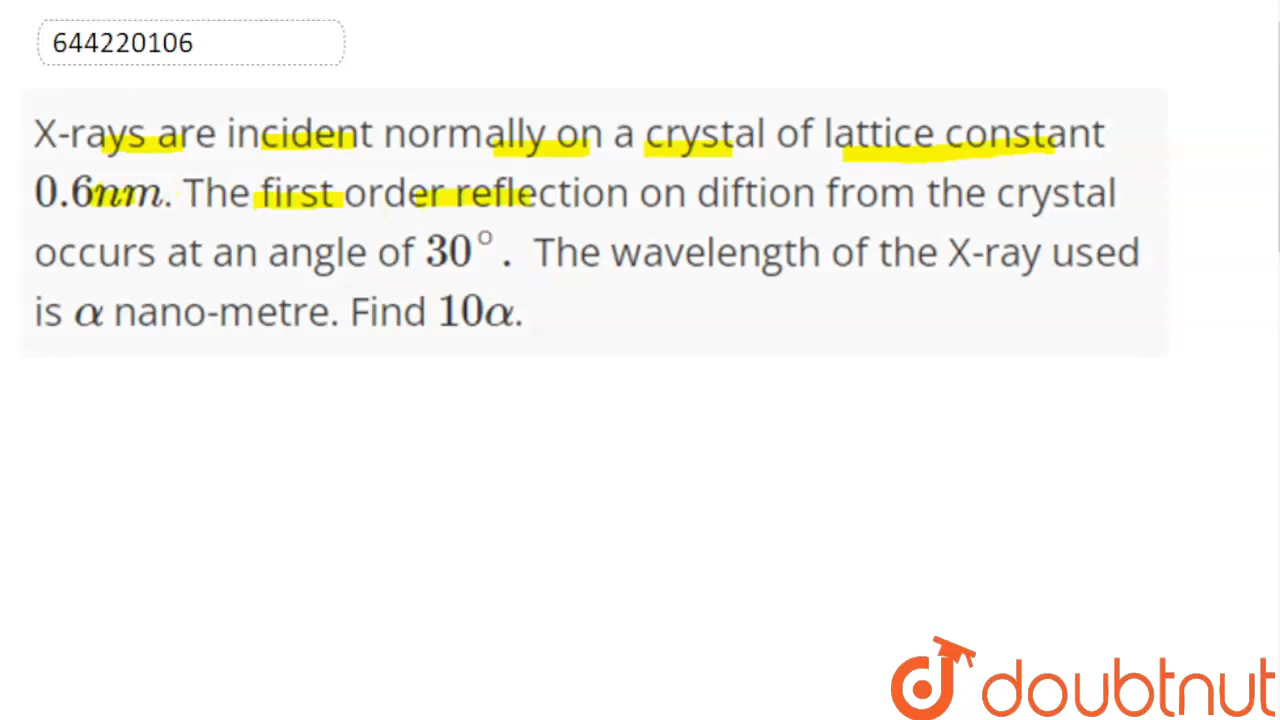 644220106
X-rays are incident normally on a crystal of lattice constant
0.6nm. The first order reflection on diftion from the crystal
occurs at an angle of 30°. The wavelength of the X-ray used
is α nano-metre. Find 10α.
doubtnut